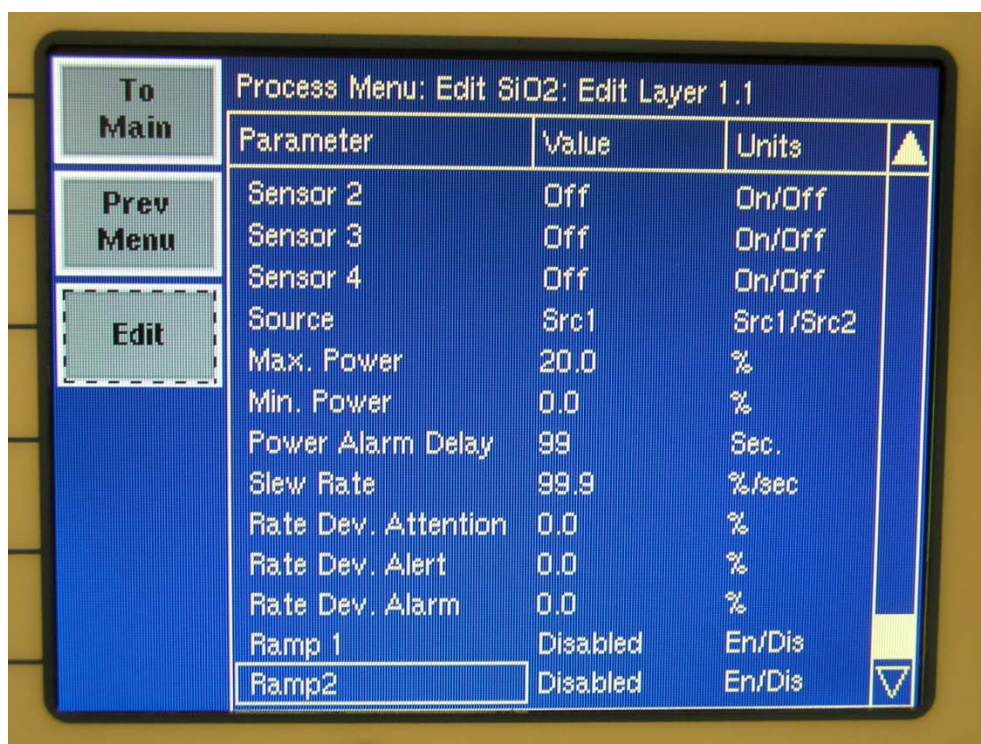 To Main
Process Menu: Edit SiO2: Edit Layer 1.1
Parameter Value Units
Prev Menu
Sensor 2 Off On/Off
Sensor 3 Off On/Off
Sensor 4 Off On/Off
Edit
Source Src1 Src1/Src2
Max. Power 20.0 %
Min. Power 0.0 %
Power Alarm Delay 99 Sec.
Slew Rate 99.9 %/sec
Rate Dev. Attention 0.0 %
Rate Dev. Alert 0.0 %
Rate Dev. Alarm 0.0 %
Ramp 1 Disabled En/Dis
Ramp2 Disabled En/Dis